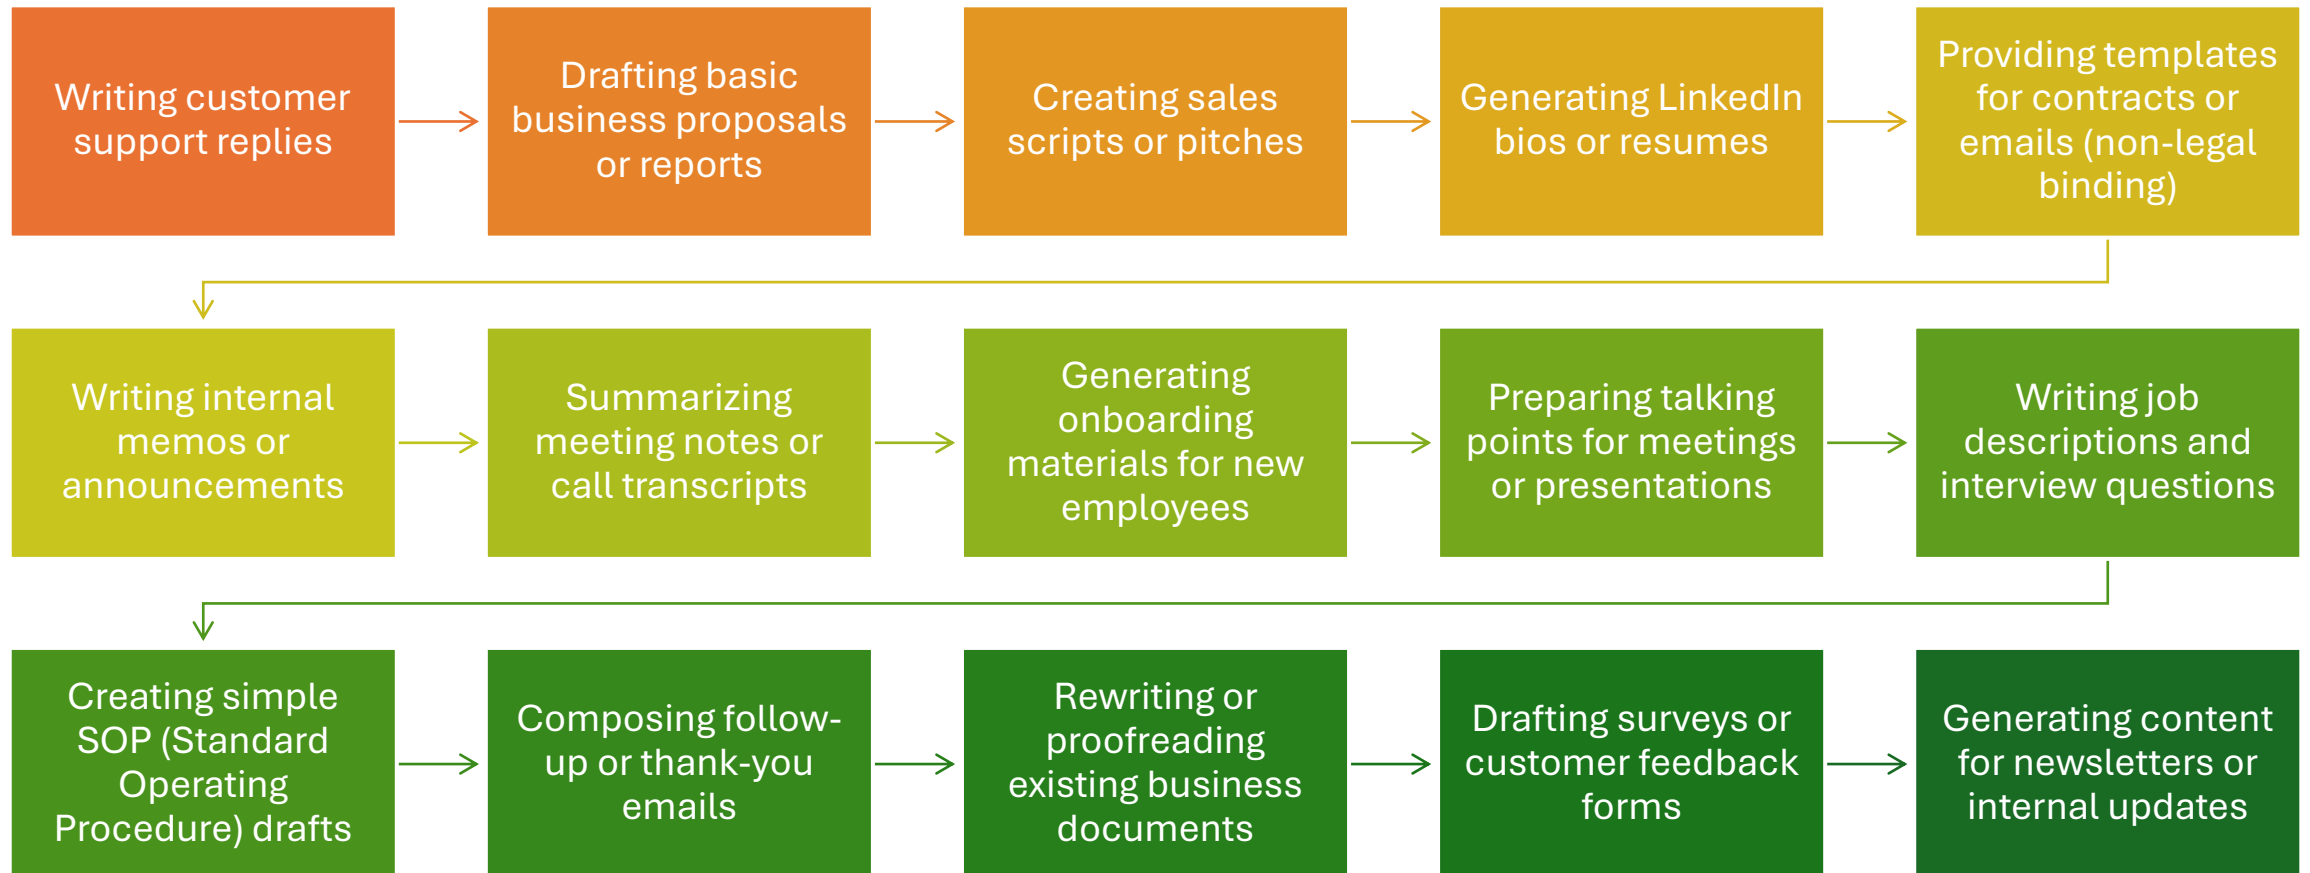 Writing customer
support replies
Drafting basic
business proposals
or reports
Creating sales
scripts or pitches
Generating LinkedIn
bios or resumes
Providing templates
for contracts or
emails (non-legal
binding)
Writing internal
memos or
announcements
Summarizing
meeting notes or
call transcripts
Generating
onboarding
materials for new
employees
Preparing talking
points for meetings
or presentations
Writing job
descriptions and
interview questions
Creating simple
SOP (Standard
Operating
Procedure) drafts
Composing follow-
up or thank-you
emails
Rewriting or
proofreading
existing business
documents
Drafting surveys or
customer feedback
forms
Generating content
for newsletters or
internal updates